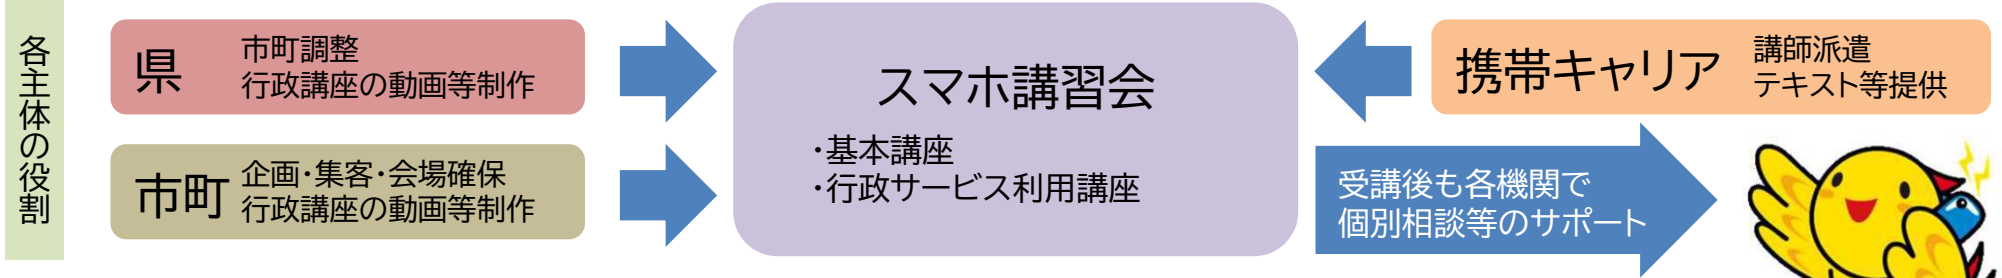 各主体の役割
県
市町調整
行政講座の動画等制作
市町
企画・集客・会場確保
行政講座の動画等制作
スマホ講習会
・基本講座
・行政サービス利用講座
携帯キャリア
講師派遣
テキスト等提供
受講後も各機関で
個別相談等のサポート